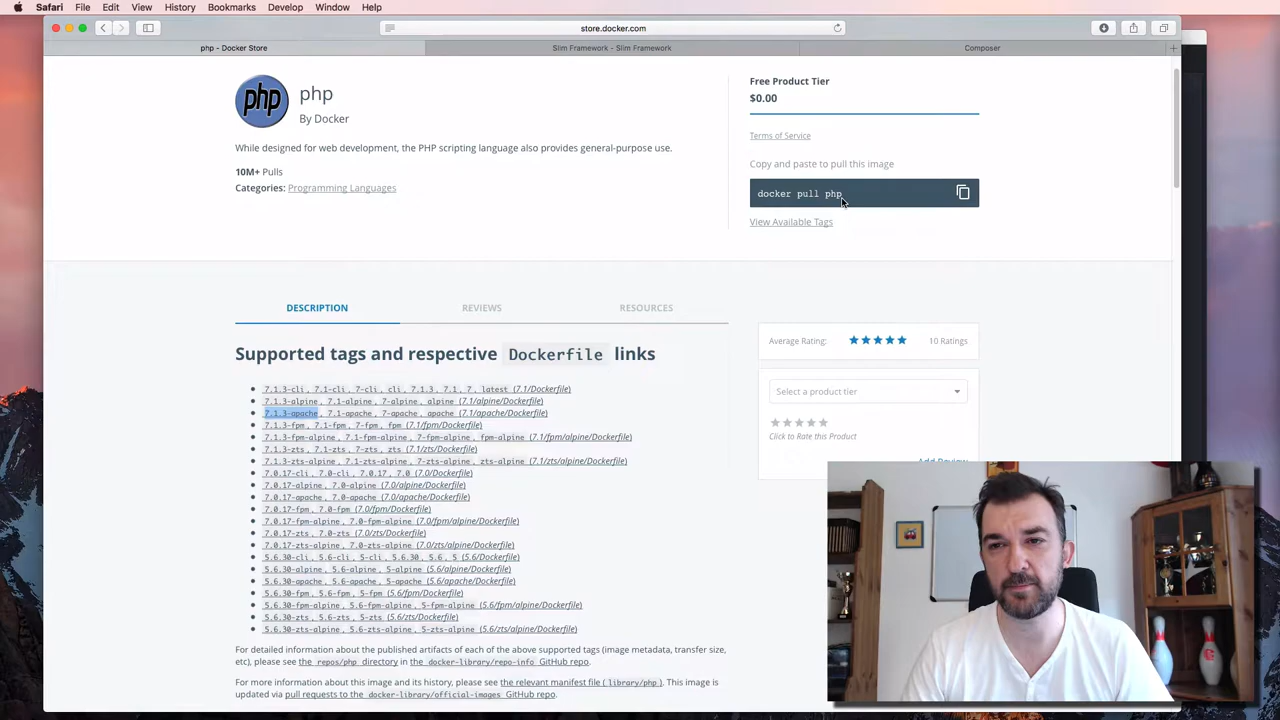 Safari File Edit View History Bookmarks Develop Window Help
store.docker.com
php - Docker Store
Slim Framework - Slim Framework
Composer
php
php
By Docker
While designed for web development, the PHP scripting language also provides general-purpose use.
10M+ Pulls
Categories: Programming Languages
Free Product Tier
$0.00
Terms of Service
Copy and paste to pull this image
docker pull php
View Available Tags
DESCRIPTION
REVIEWS
RESOURCES
Supported tags and respective Dockerfile links
7.1.3-cli, 7.1-cli, 7-cli, cli, 7.1.3, 7.1, 7, latest (7.1/Dockerfile)
7.1.3-alpine, 7.1-alpine, 7-alpine, alpine (7.1/alpine/Dockerfile)
7.1.3-apache, 7.1-apache, 7-apache, apache (7.1/apache/Dockerfile)
7.1.3-fpm, 7.1-fpm, 7-fpm, fpm (7.1/fpm/Dockerfile)
7.1.3-fpm-alpine, 7.1-fpm-alpine, 7-fpm-alpine, fpm-alpine (7.1/fpm/alpine/Dockerfile)
7.1.3-zts, 7.1-zts, 7-zts, zts (7.1/zts/Dockerfile)
7.1.3-zts-alpine, 7.1-zts-alpine, 7-zts-alpine, zts-alpine (7.1/zts/alpine/Dockerfile)
7.0.17-cli, 7.0-cli, 7.0.17, 7.0 (7.0/Dockerfile)
7.0.17-alpine, 7.0-alpine (7.0/alpine/Dockerfile)
7.0.17-apache, 7.0-apache (7.0/apache/Dockerfile)
7.0.17-fpm, 7.0-fpm (7.0/fpm/Dockerfile)
7.0.17-fpm-alpine, 7.0-fpm-alpine (7.0/fpm/alpine/Dockerfile)
7.0.17-zts, 7.0-zts (7.0/zts/Dockerfile)
7.0.17-zts-alpine, 7.0-zts-alpine (7.0/zts/alpine/Dockerfile)
5.6.30-cli, 5.6-cli, 5-cli, 5.6.30, 5.6, 5 (5.6/Dockerfile)
5.6.30-alpine, 5.6-alpine, 5-alpine (5.6/alpine/Dockerfile)
5.6.30-apache, 5.6-apache, 5-apache (5.6/apache/Dockerfile)
5.6.30-fpm, 5.6-fpm, 5-fpm (5.6/fpm/Dockerfile)
5.6.30-fpm-alpine, 5.6-fpm-alpine, 5-fpm-alpine (5.6/fpm/alpine/Dockerfile)
5.6.30-zts, 5.6-zts, 5-zts (5.6/zts/Dockerfile)
5.6.30-zts-alpine, 5.6-zts-alpine, 5-zts-alpine (5.6/zts/alpine/Dockerfile)
For detailed information about the published artifacts of each of the above supported tags (image metadata, transfer size,
etc), please see the repos/php directory in the docker-library/repo-info GitHub repo.
For more information about this image and its history, please see the relevant manifest file (library/php). This image is
updated via pull requests to the docker-library/official-images GitHub repo.
Average Rating:
10 Ratings
Select a product tier
Click to Rate this Product
Add Review